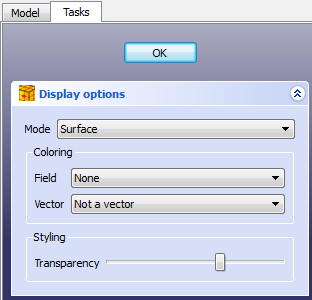 Model Tasks
OK
Display options
Mode Surface
Coloring
Field None
Vector Not a vector
Styling
Transparency